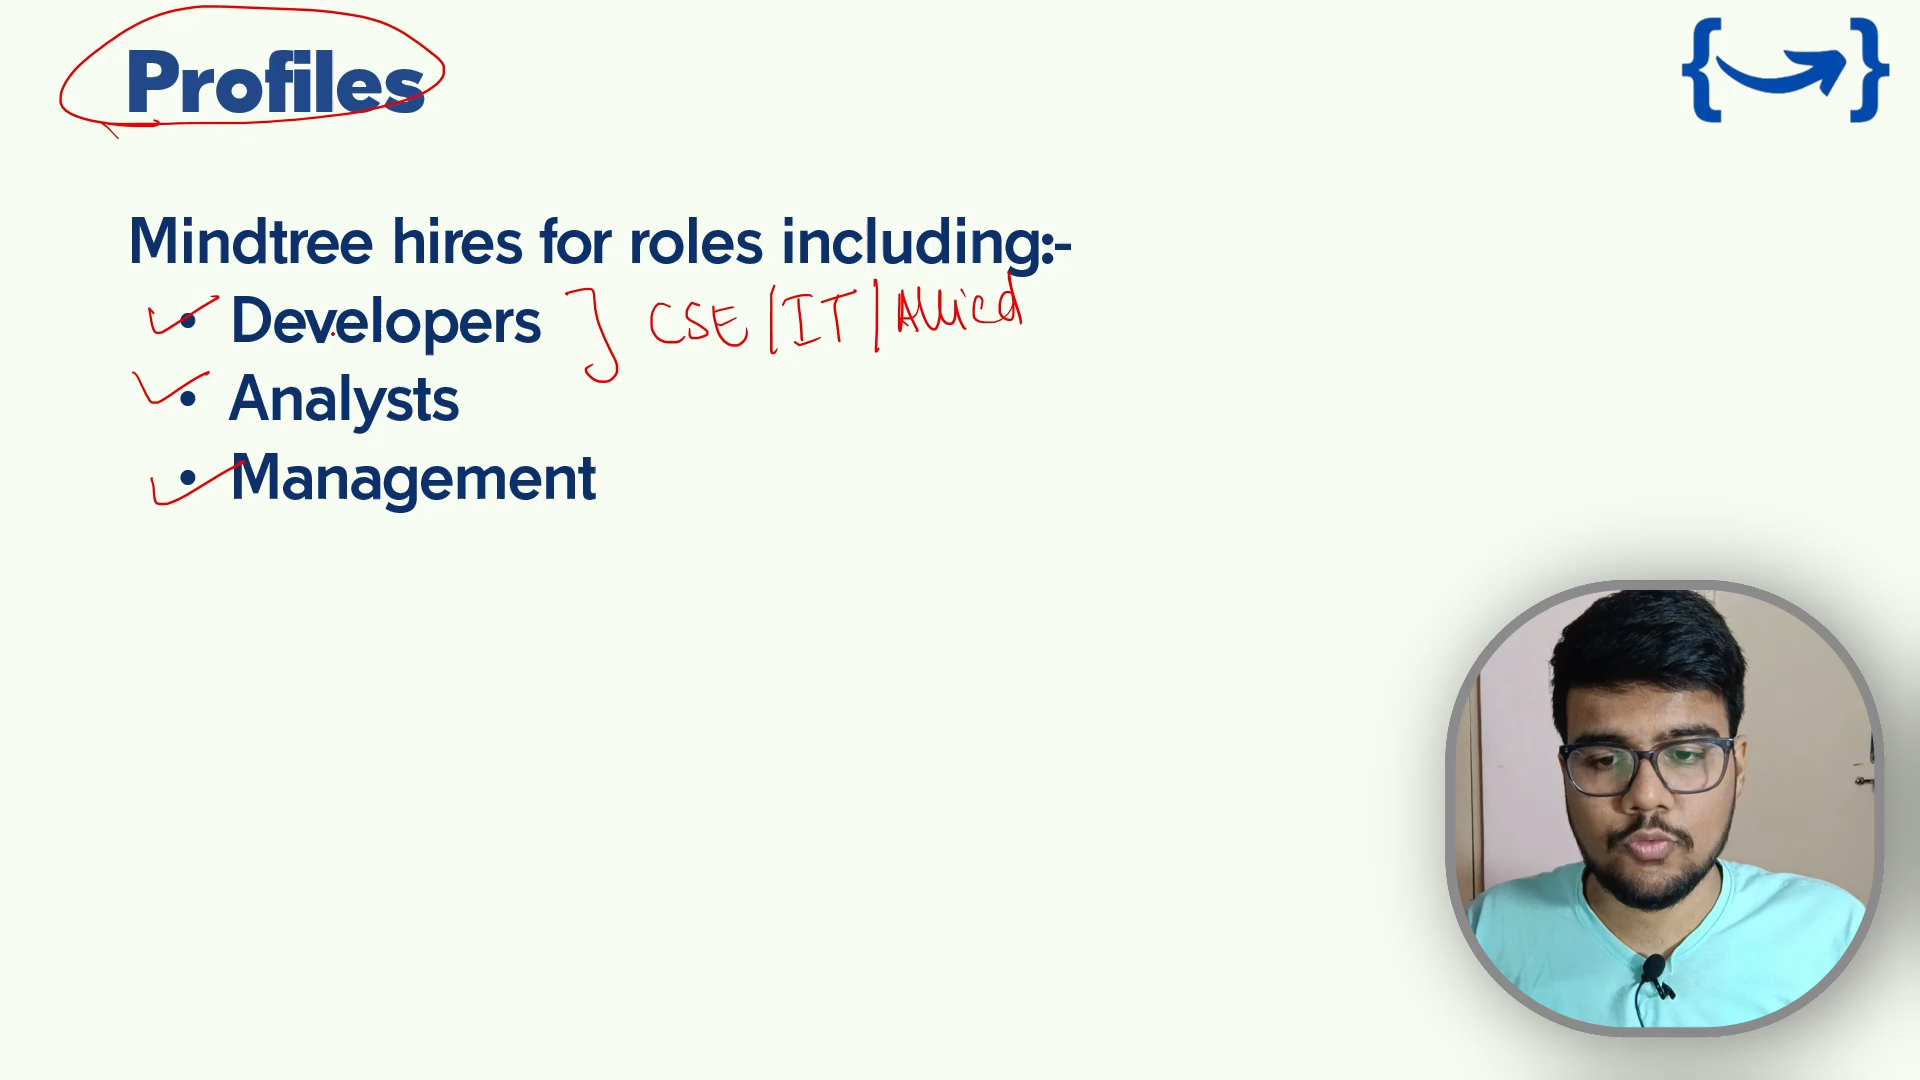 Profiles
Mindtree hires for roles including:-
• Developers } CSE | IT | Allied
• Analysts
• Management